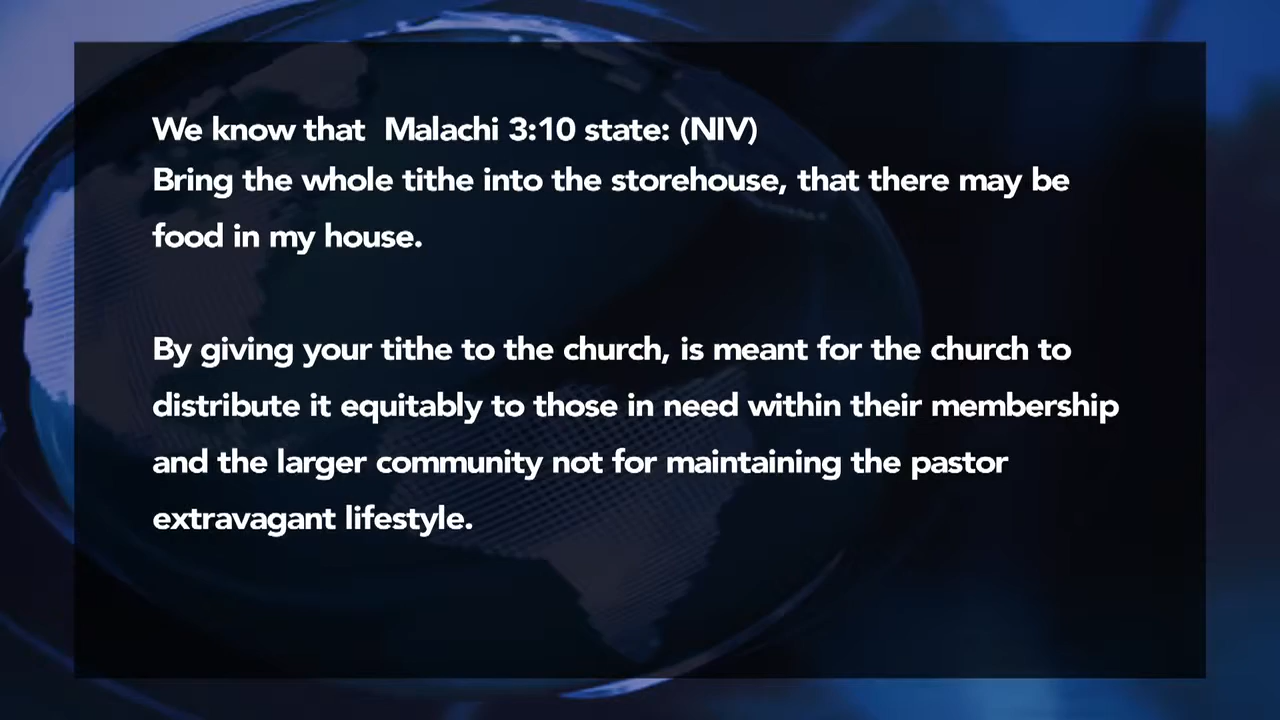 We know that  Malachi 3:10 state: (NIV)
Bring the whole tithe into the storehouse, that there may be
food in my house.
By giving your tithe to the church, is meant for the church to
distribute it equitably to those in need within their membership
and the larger community not for maintaining the pastor
extravagant lifestyle.